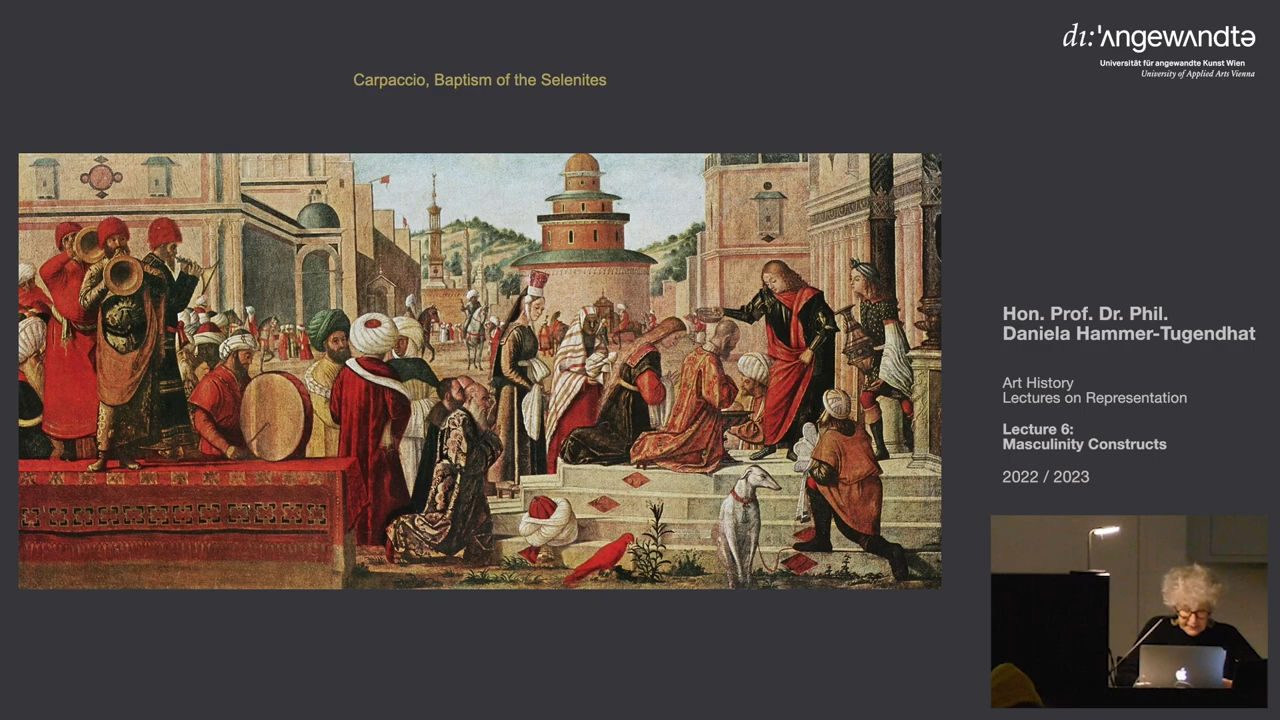 dı:ˈʌngewʌndtə
Universität für angewandte Kunst Wien
University of Applied Arts Vienna
Carpaccio, Baptism of the Selenites
Hon. Prof. Dr. Phil.
Daniela Hammer-Tugendhat
Art History
Lectures on Representation
Lecture 6:
Masculinity Constructs
2022 / 2023